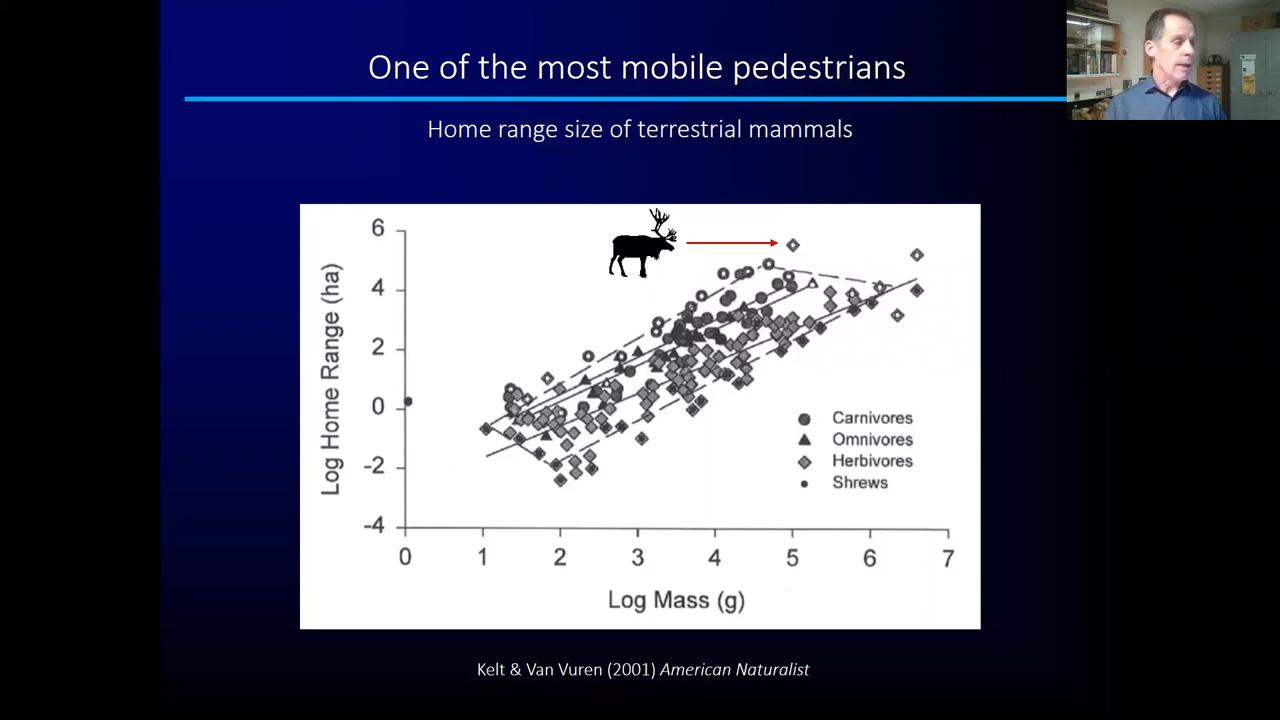 One of the most mobile pedestrians
Home range size of terrestrial mammals
Log Home Range (ha)
6
4
2
0
-2
-4
Carnivores
Omnivores
Herbivores
Shrews
0 1 2 3 4 5 6 7
Log Mass (g)
Kelt & Van Vuren (2001) American Naturalist